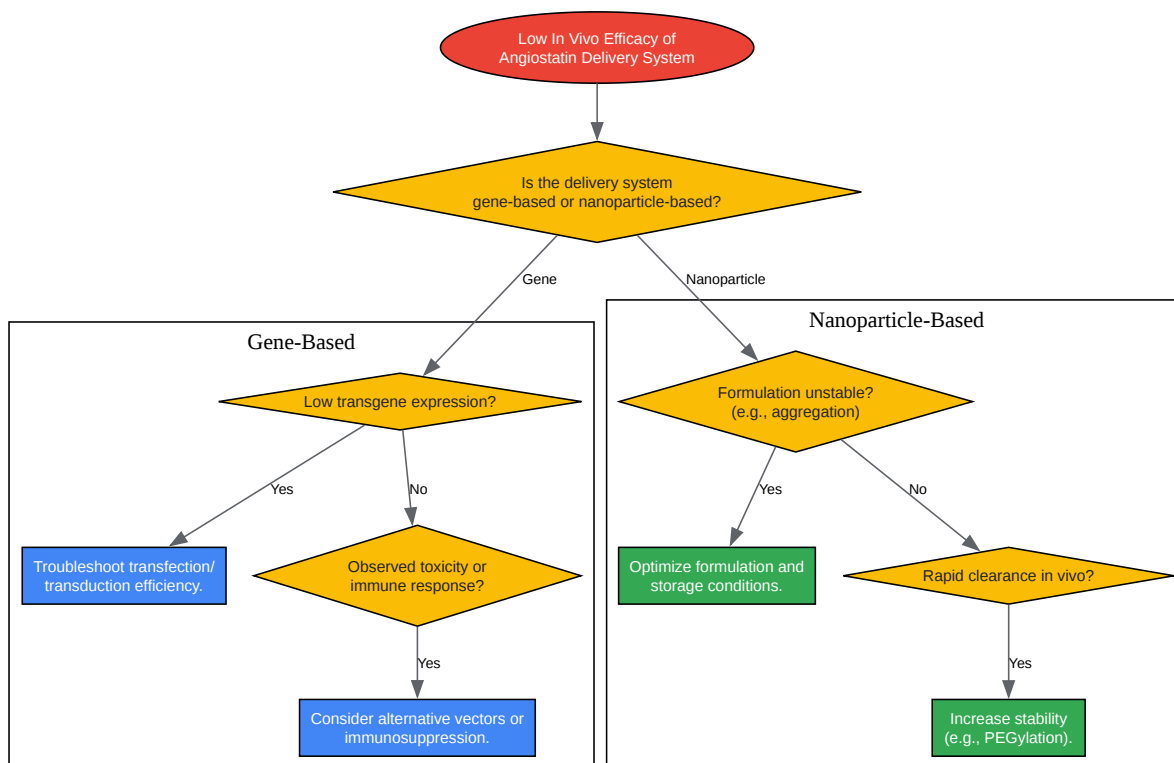 Low In Vivo Efficacy of
Angiostatin Delivery System
Is the delivery system
gene-based or nanoparticle-based?
Gene
Nanoparticle
Gene-Based
Low transgene expression?
Yes
No
Troubleshoot transfection/
transduction efficiency.
Observed toxicity or
immune response?
Yes
Consider alternative vectors or
immunosuppression.
Nanoparticle-Based
Formulation unstable?
(e.g., aggregation)
Yes
No
Optimize formulation and
storage conditions.
Rapid clearance in vivo?
Yes
Increase stability
(e.g., PEGylation).